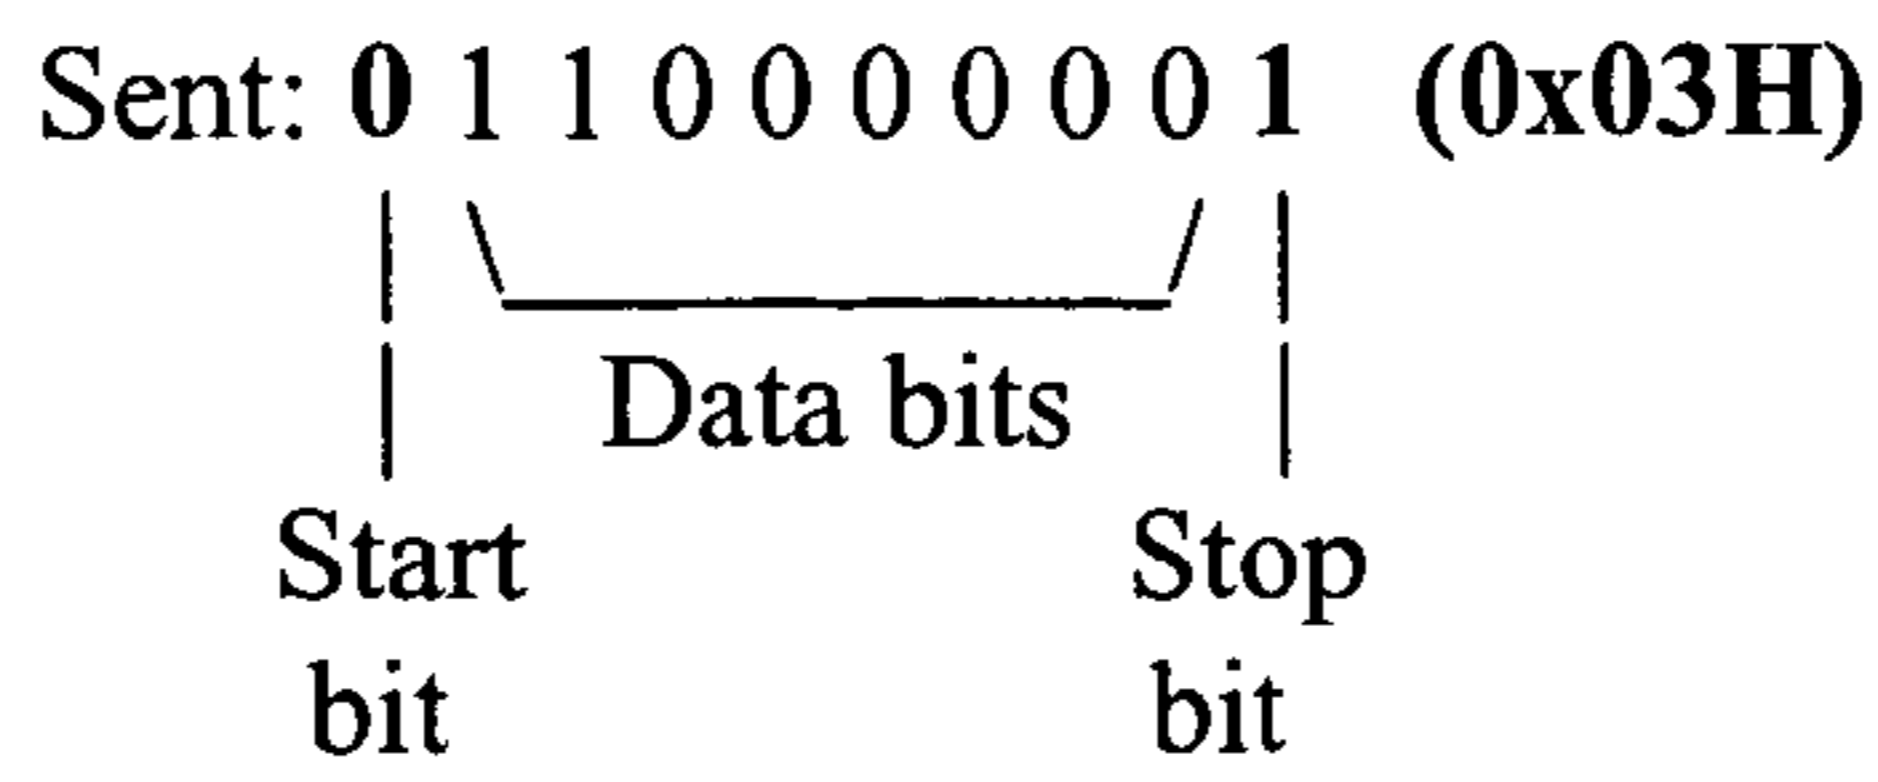 Sent: 0 1 1 0 0 0 0 0 0 1 (0x03H)
Data bits
Start Stop
bit bit